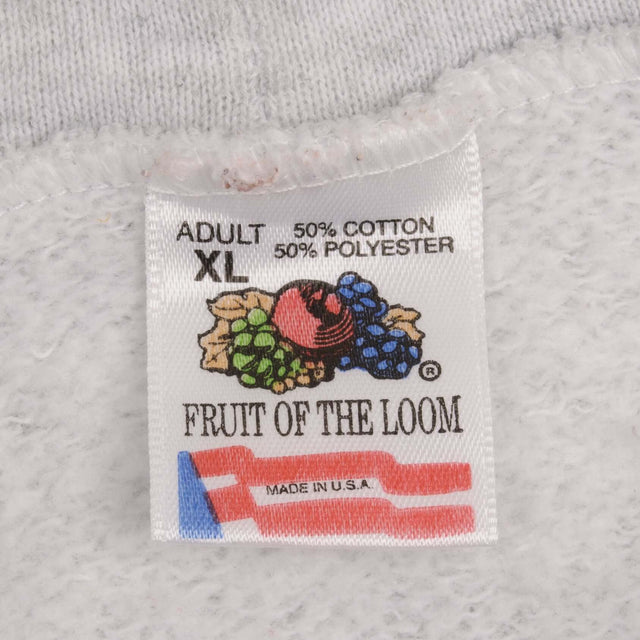 ADULT 50% COTTON
XL 50% POLYESTER
®
FRUIT OF THE LOOM
MADE IN U.S.A.